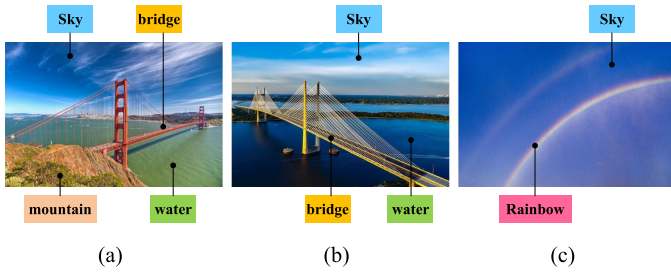 Sky
bridge
Sky
Sky
mountain
water
bridge
water
Rainbow
(a)
(b)
(c)